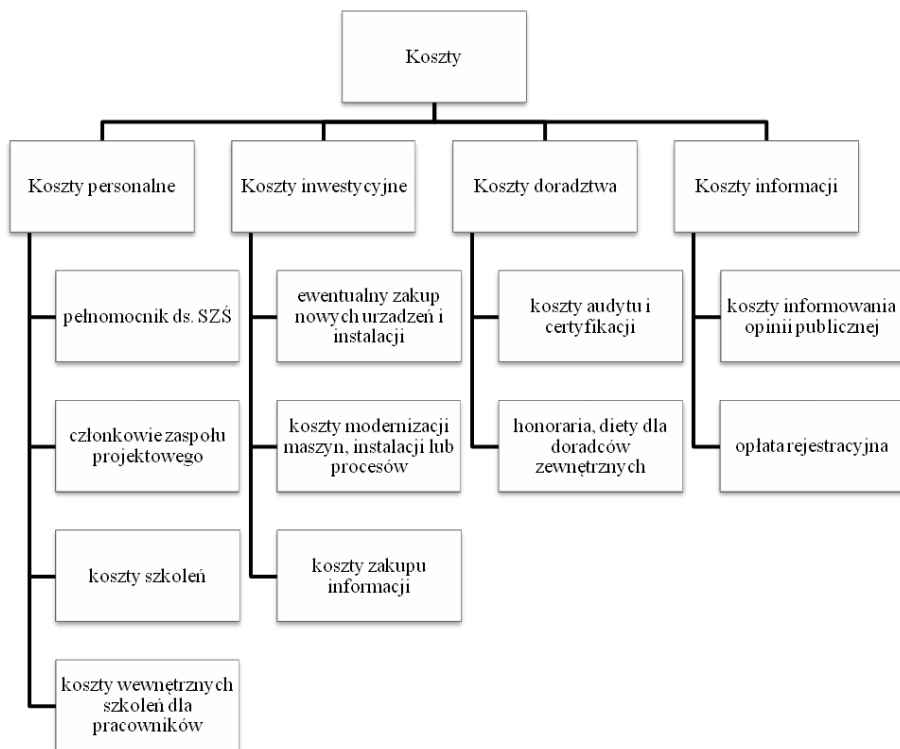 Koszty
Koszty personalne
pełnomocnik ds. SZŚ
członkowie zaspołu
projektowego
koszty szkoleń
koszty wewnętrznych
szkoleń dla
pracowników
Koszty inwestycyjne
ewentualny zakup
nowych urzadzeń i
instalacji
koszty modernizacji
maszyn, instalacji lub
procesów
koszty zakupu
informacji
Koszty doradztwa
koszty audytu i
certyfikacji
honoraria, diety dla
doradców
zewnętrznych
Koszty informacji
koszty informowania
opinii publicznej
opłata rejestracyjna